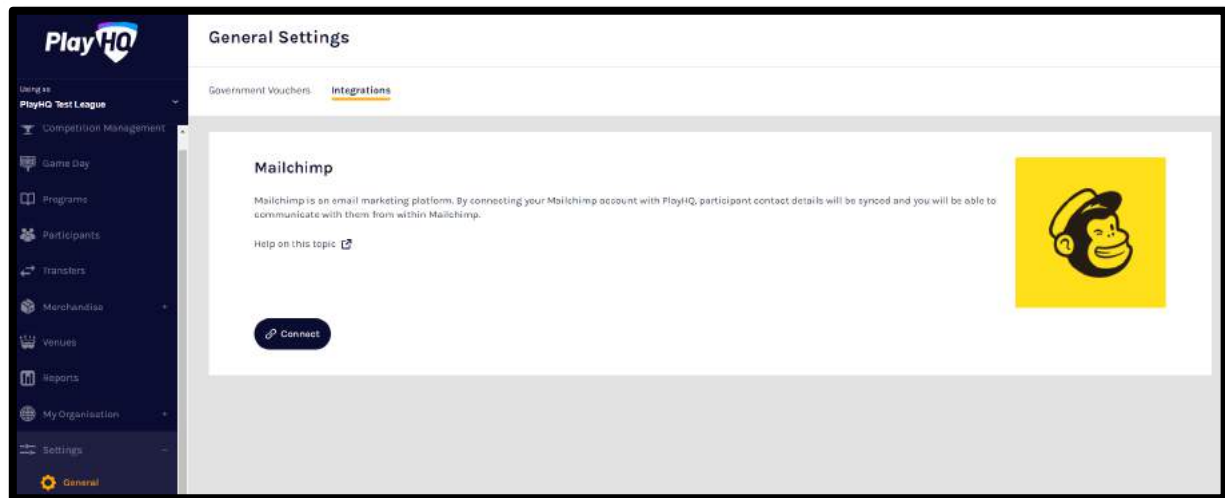 PlayHQ
General Settings
Using as
PlayHQ Test League
Government Vouchers Integrations
Competition Management
Game Day
Programs
Participants
Transfers
Merchandise +
Venues
Reports
My Organisation +
Settings −
General
Mailchimp
Mailchimp is an email marketing platform. By connecting your Mailchimp account with PlayHQ, participant contact details will be synced and you will be able to
communicate with them from within Mailchimp.
Help on this topic
Connect